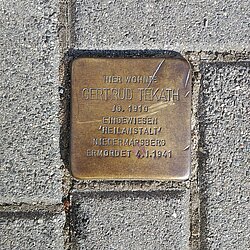 HIER WOHNTE
GERTRUD TEKATH
JG. 1910
EINGEWIESEN
'HEILANSTALT'
NIEDERMARSBERG
ERMORDET 4.1.1941